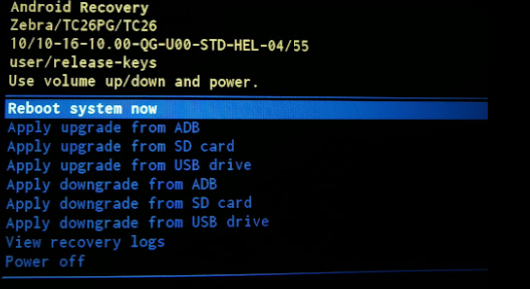 Android Recovery
Zebra/TC26PG/TC26
10/10-16-10.00-QG-U00-STD-HEL-04/55
user/release-keys
Use volume up/down and power.
Reboot system now
Apply upgrade from ADB
Apply upgrade from SD card
Apply upgrade from USB drive
Apply downgrade from ADB
Apply downgrade from SD card
Apply downgrade from USB drive
View recovery logs
Power off